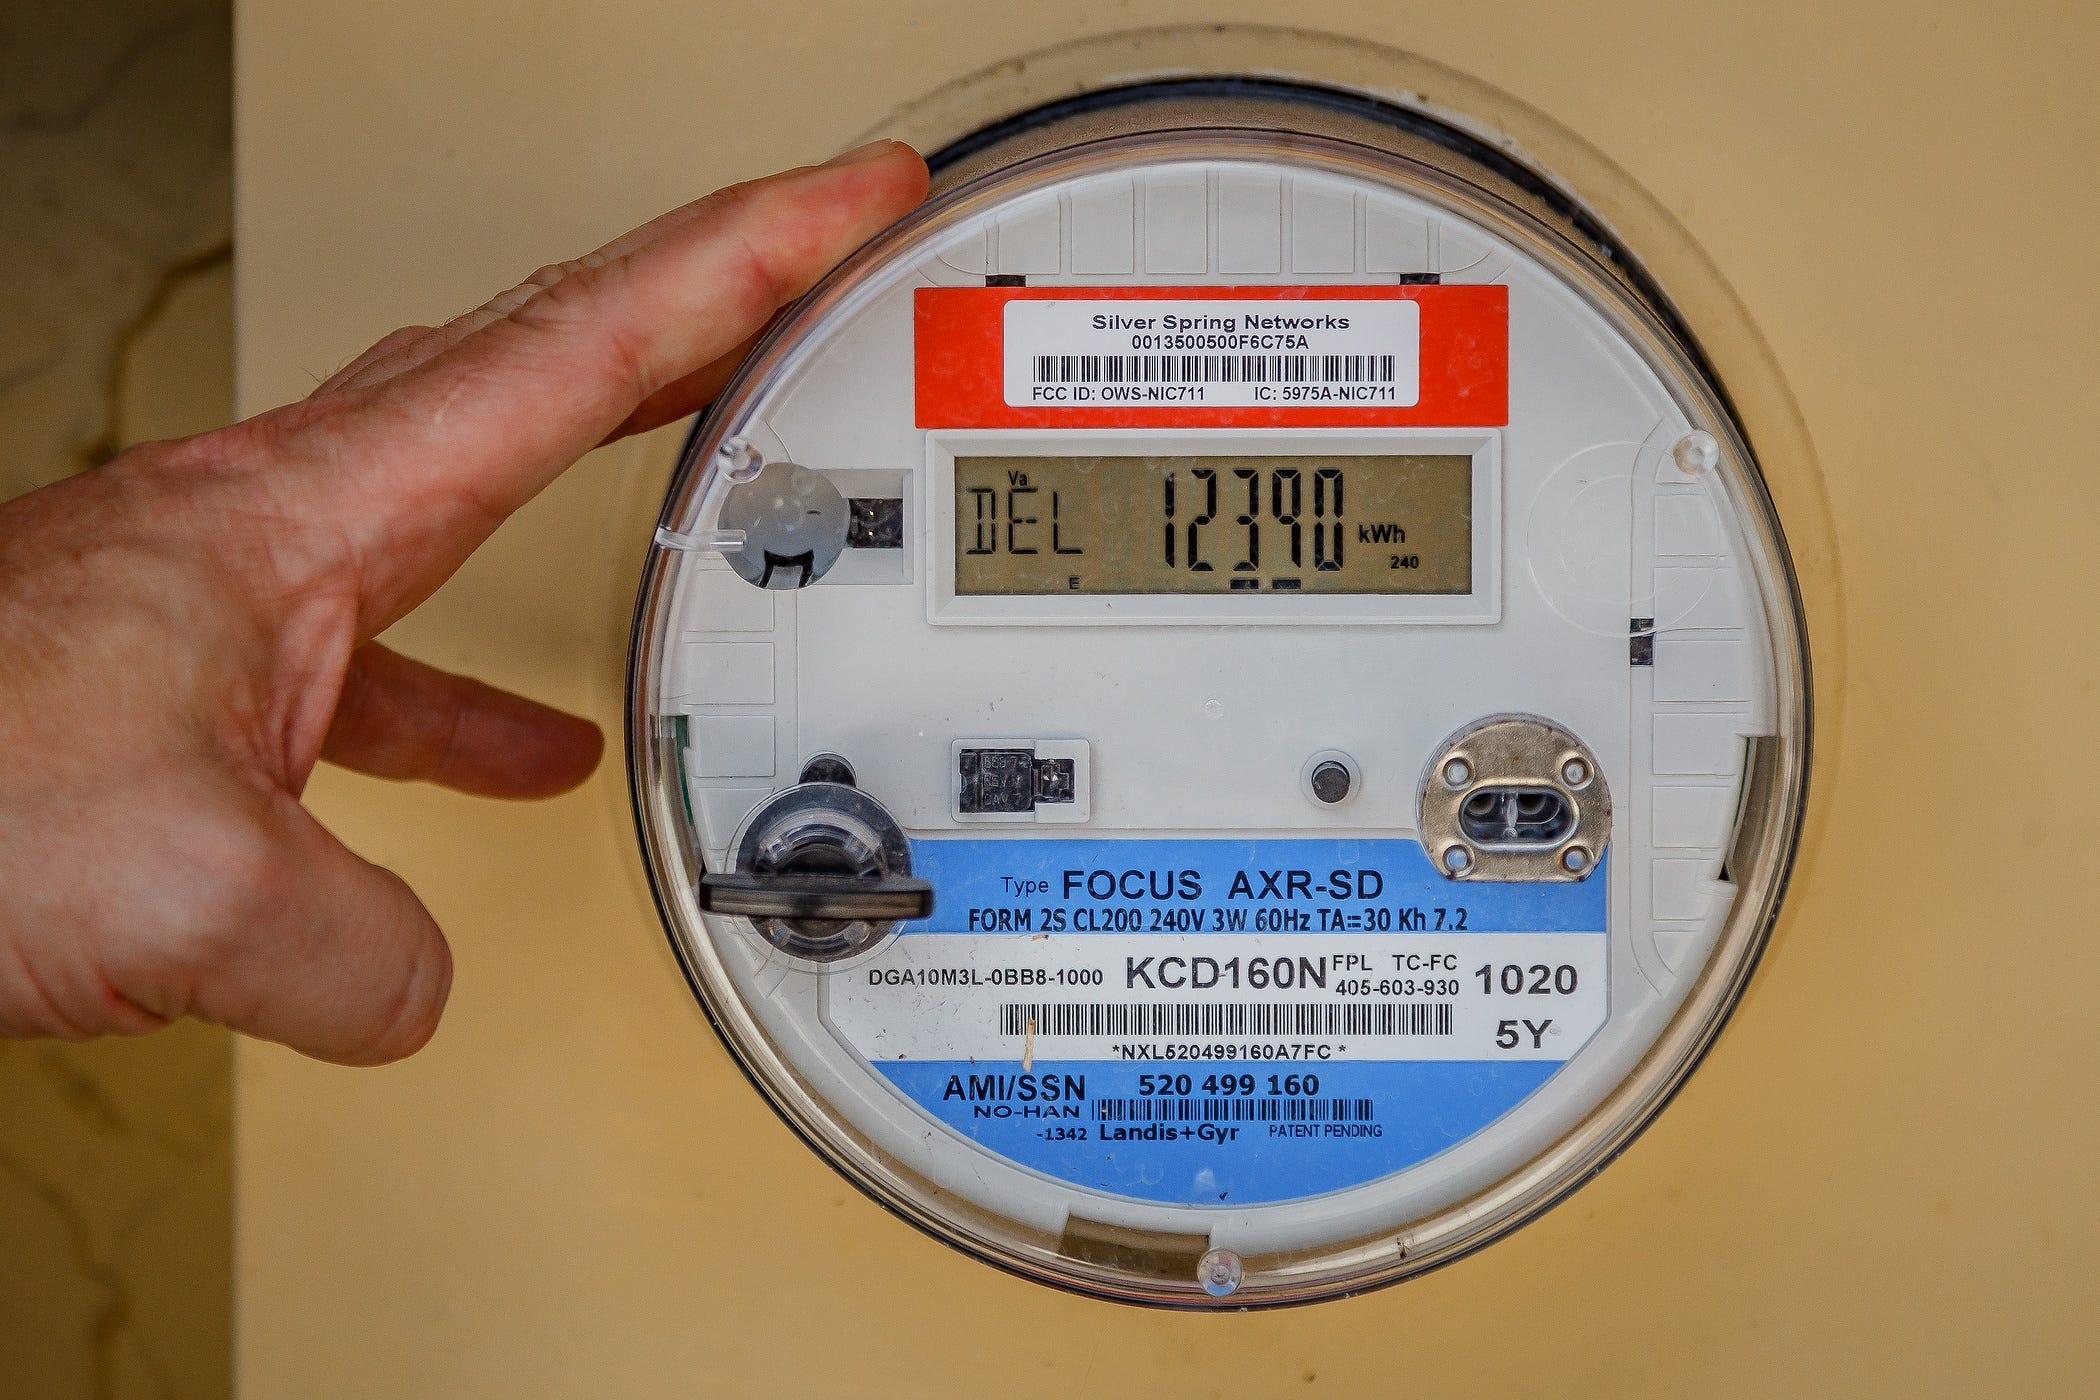 Silver Spring Networks
0013500500F6C75A
FCC ID: OWS-NIC711 IC: 5975A-NIC711
Va
DEL 12390 kWh
E 240
Type FOCUS AXR-SD
FORM 2S CL200 240V 3W 60Hz TA=30 Kh 7.2
DGA10M3L-0BB8-1000 KCD160N FPL TC-FC 1020
405-603-930
5Y
*NXL520499160A7FC *
AMI/SSN 520 499 160
NO-HAN
-1342 Landis+Gyr PATENT PENDING